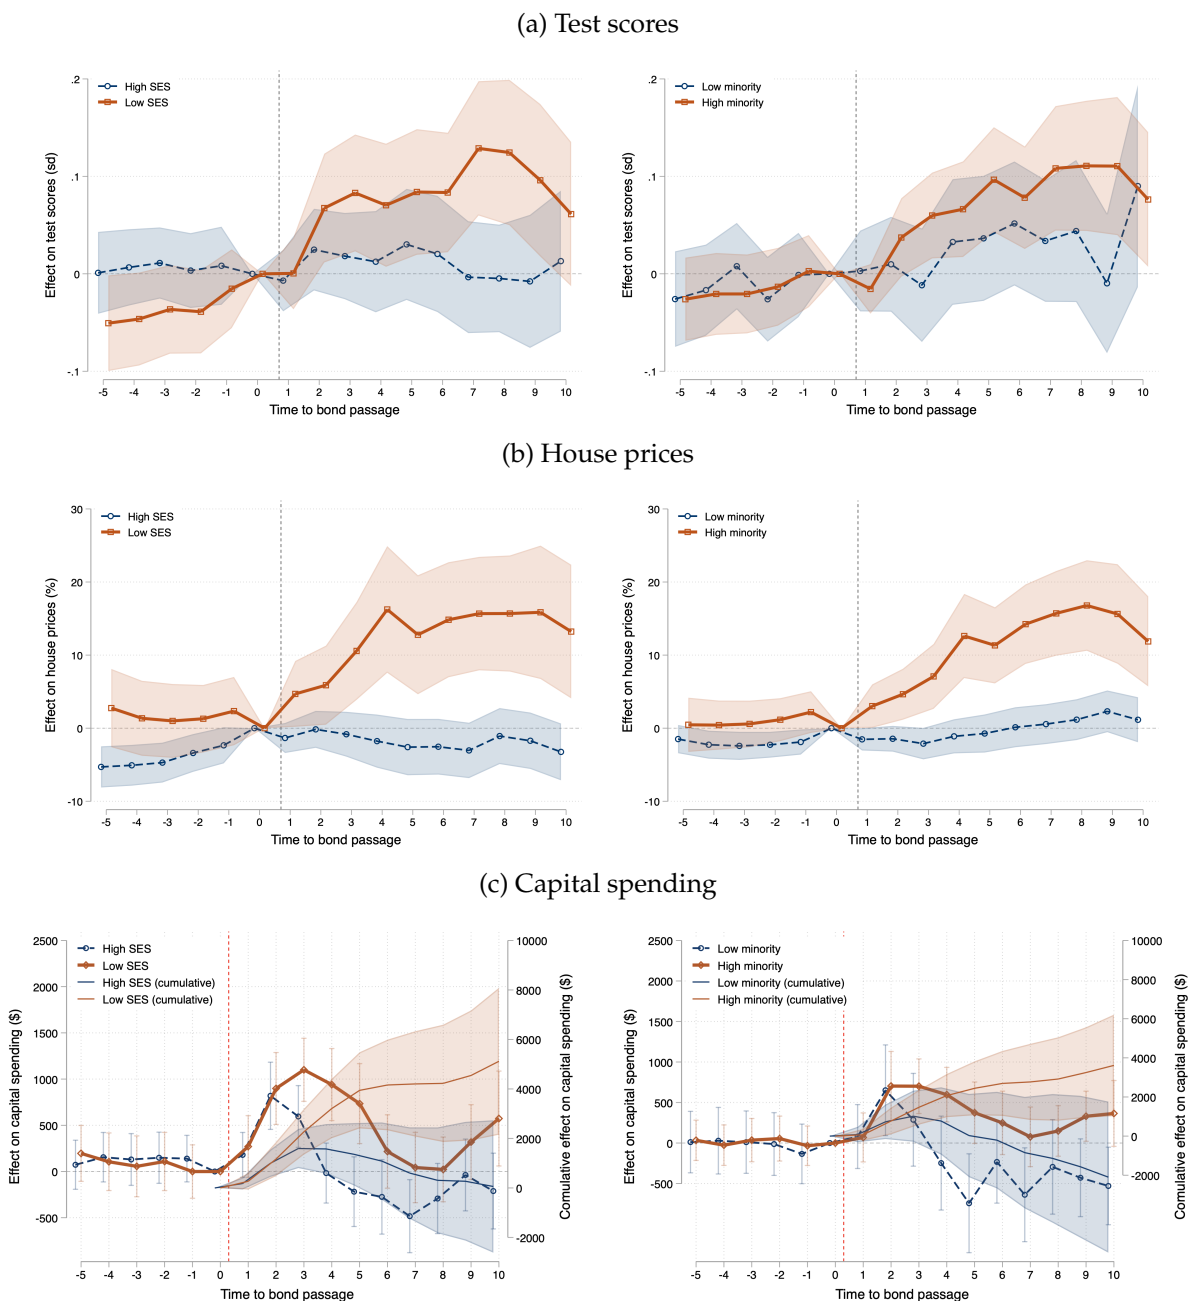 (a) Test scores
High SES
Low SES
.2
.1
0
-.1
Effect on test scores (sd)
-5 -4 -3 -2 -1 0 1 2 3 4 5 6 7 8 9 10
Time to bond passage
Low minority
High minority
.2
.1
0
-.1
Effect on test scores (sd)
-5 -4 -3 -2 -1 0 1 2 3 4 5 6 7 8 9 10
Time to bond passage
(b) House prices
High SES
Low SES
30
20
10
0
-10
Effect on house prices (%)
-5 -4 -3 -2 -1 0 1 2 3 4 5 6 7 8 9 10
Time to bond passage
Low minority
High minority
30
20
10
0
-10
Effect on house prices (%)
-5 -4 -3 -2 -1 0 1 2 3 4 5 6 7 8 9 10
Time to bond passage
(c) Capital spending
High SES
Low SES
High SES (cumulative)
Low SES (cumulative)
2500
2000
1500
1000
500
0
-500
Effect on capital spending ($)
10000
8000
6000
4000
2000
0
-2000
Comulative effect on capital spending ($)
-5 -4 -3 -2 -1 0 1 2 3 4 5 6 7 8 9 10
Time to bond passage
Low minority
High minority
Low minority (cumulative)
High minority (cumulative)
2500
2000
1500
1000
500
0
-500
Effect on capital spending ($)
10000
8000
6000
4000
2000
0
-2000
Comulative effect on capital spending ($)
-5 -4 -3 -2 -1 0 1 2 3 4 5 6 7 8 9 10
Time to bond passage